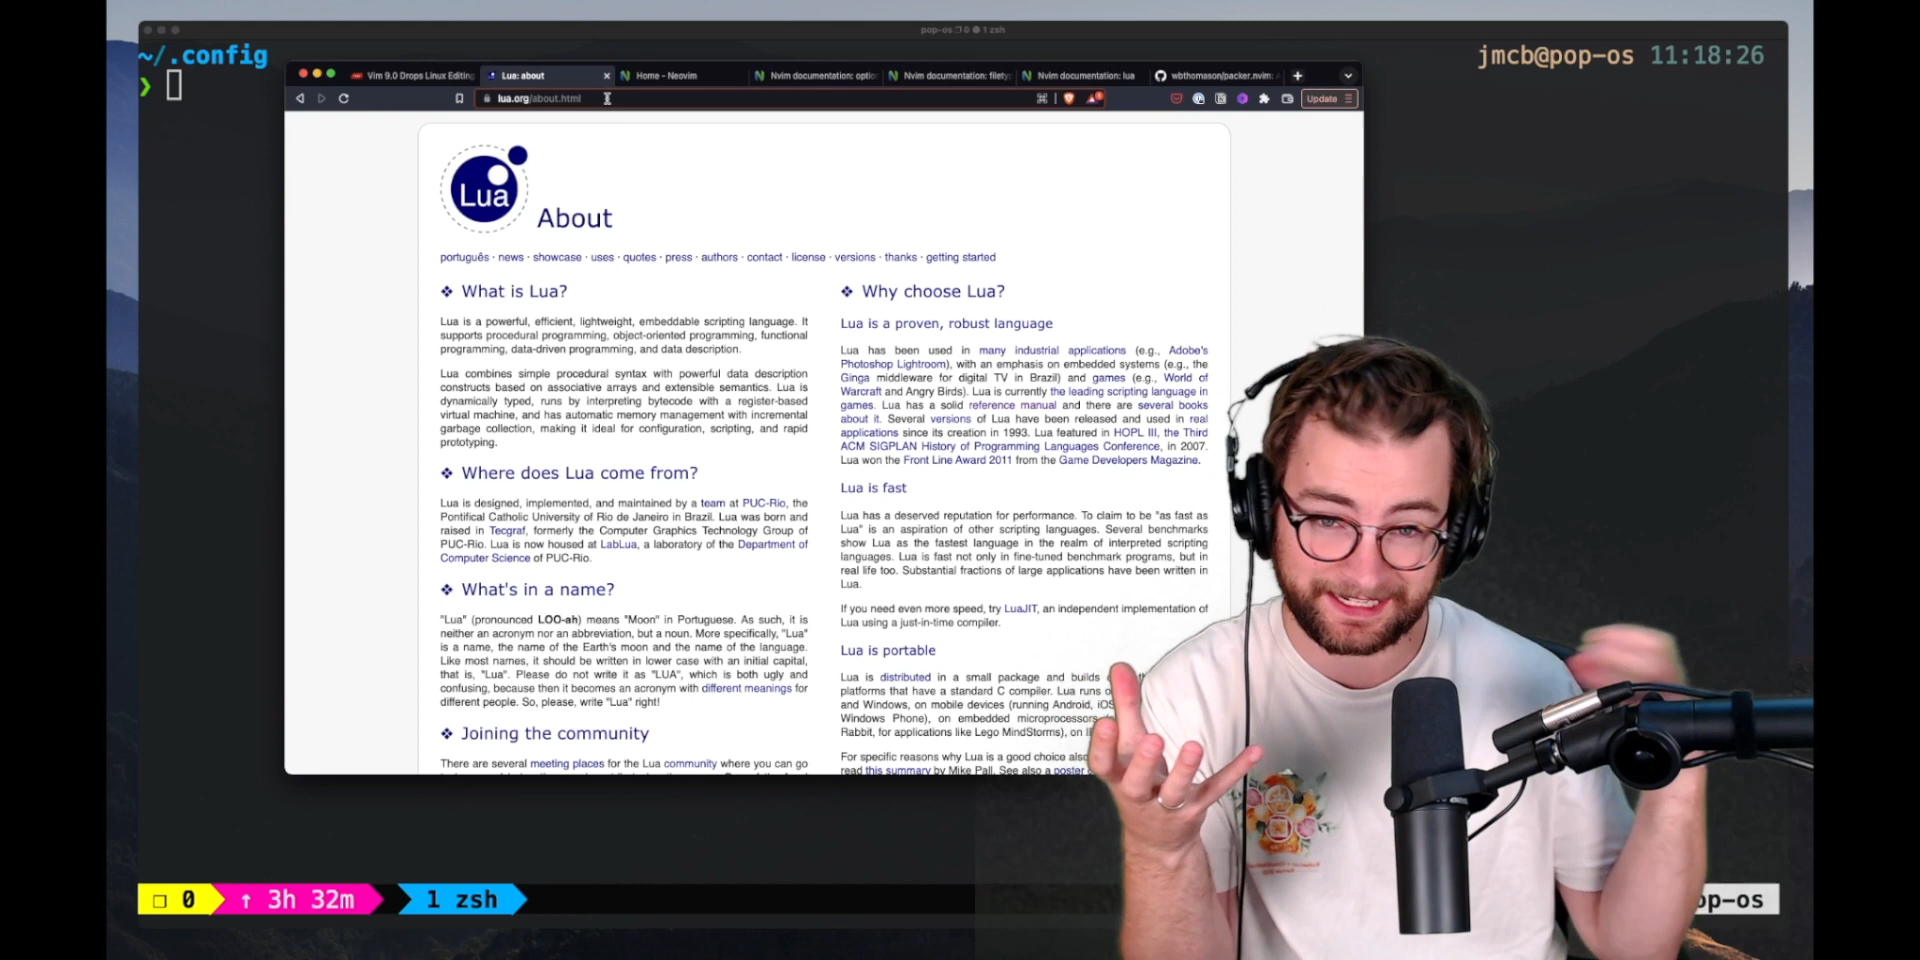 pop-os: 0 1 zsh
~/.config
jmcb@pop-os 11:18:26
❯
Vim 9.0 Drops Linux Editing
Lua: about
Home - Neovim
Nvim documentation: optio
Nvim documentation: filety
Nvim documentation: lua
wbthomason/packer.nvim:
lua.org/about.html
Update
Lua
About
português · news · showcase · uses · quotes · press · authors · contact · license · versions · thanks · getting started
❖ What is Lua?
Lua is a powerful, efficient, lightweight, embeddable scripting language. It
supports procedural programming, object-oriented programming, functional
programming, data-driven programming, and data description.
Lua combines simple procedural syntax with powerful data description
constructs based on associative arrays and extensible semantics. Lua is
dynamically typed, runs by interpreting bytecode with a register-based
virtual machine, and has automatic memory management with incremental
garbage collection, making it ideal for configuration, scripting, and rapid
prototyping.
❖ Where does Lua come from?
Lua is designed, implemented, and maintained by a team at PUC-Rio, the
Pontifical Catholic University of Rio de Janeiro in Brazil. Lua was born and
raised in Tecgraf, formerly the Computer Graphics Technology Group of
PUC-Rio. Lua is now housed at LabLua, a laboratory of the Department of
Computer Science of PUC-Rio.
❖ What's in a name?
"Lua" (pronounced LOO-ah) means "Moon" in Portuguese. As such, it is
neither an acronym nor an abbreviation, but a noun. More specifically, "Lua"
is a name, the name of the Earth's moon and the name of the language.
Like most names, it should be written in lower case with an initial capital,
that is, "Lua". Please do not write it as "LUA", which is both ugly and
confusing, because then it becomes an acronym with different meanings for
different people. So, please, write "Lua" right!
❖ Joining the community
There are several meeting places for the Lua community where you can go
❖ Why choose Lua?
Lua is a proven, robust language
Lua has been used in many industrial applications (e.g., Adobe's
Photoshop Lightroom), with an emphasis on embedded systems (e.g., the
Ginga middleware for digital TV in Brazil) and games (e.g., World of
Warcraft and Angry Birds). Lua is currently the leading scripting language in
games. Lua has a solid reference manual and there are several books
about it. Several versions of Lua have been released and used in real
applications since its creation in 1993. Lua featured in HOPL III, the Third
ACM SIGPLAN History of Programming Languages Conference, in 2007.
Lua won the Front Line Award 2011 from the Game Developers Magazine.
Lua is fast
Lua has a deserved reputation for performance. To claim to be "as fast as
Lua" is an aspiration of other scripting languages. Several benchmarks
show Lua as the fastest language in the realm of interpreted scripting
languages. Lua is fast not only in fine-tuned benchmark programs, but in
real life too. Substantial fractions of large applications have been written in
Lua.
If you need even more speed, try LuaJIT, an independent implementation of
Lua using a just-in-time compiler.
Lua is portable
Lua is distributed in a small package and builds
platforms that have a standard C compiler. Lua runs o
and Windows, on mobile devices (running Android, iOS
Windows Phone), on embedded microprocessors
Rabbit, for applications like Lego MindStorms), on
For specific reasons why Lua is a good choice also
read this summary by Mike Pall. See also a poster
0 ↑ 3h 32m 1 zsh
op-os